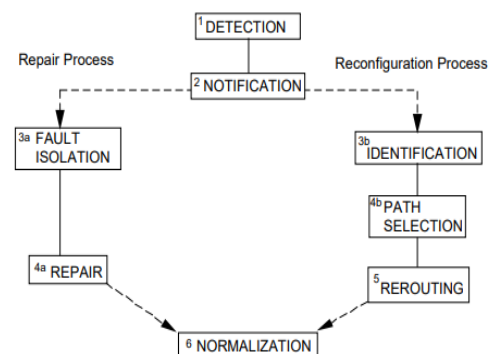 1 DETECTION
Repair Process
Reconfiguration Process
2 NOTIFICATION
3a FAULT
ISOLATION
3b
IDENTIFICATION
4b PATH
SELECTION
4a REPAIR
5 REROUTING
6 NORMALIZATION